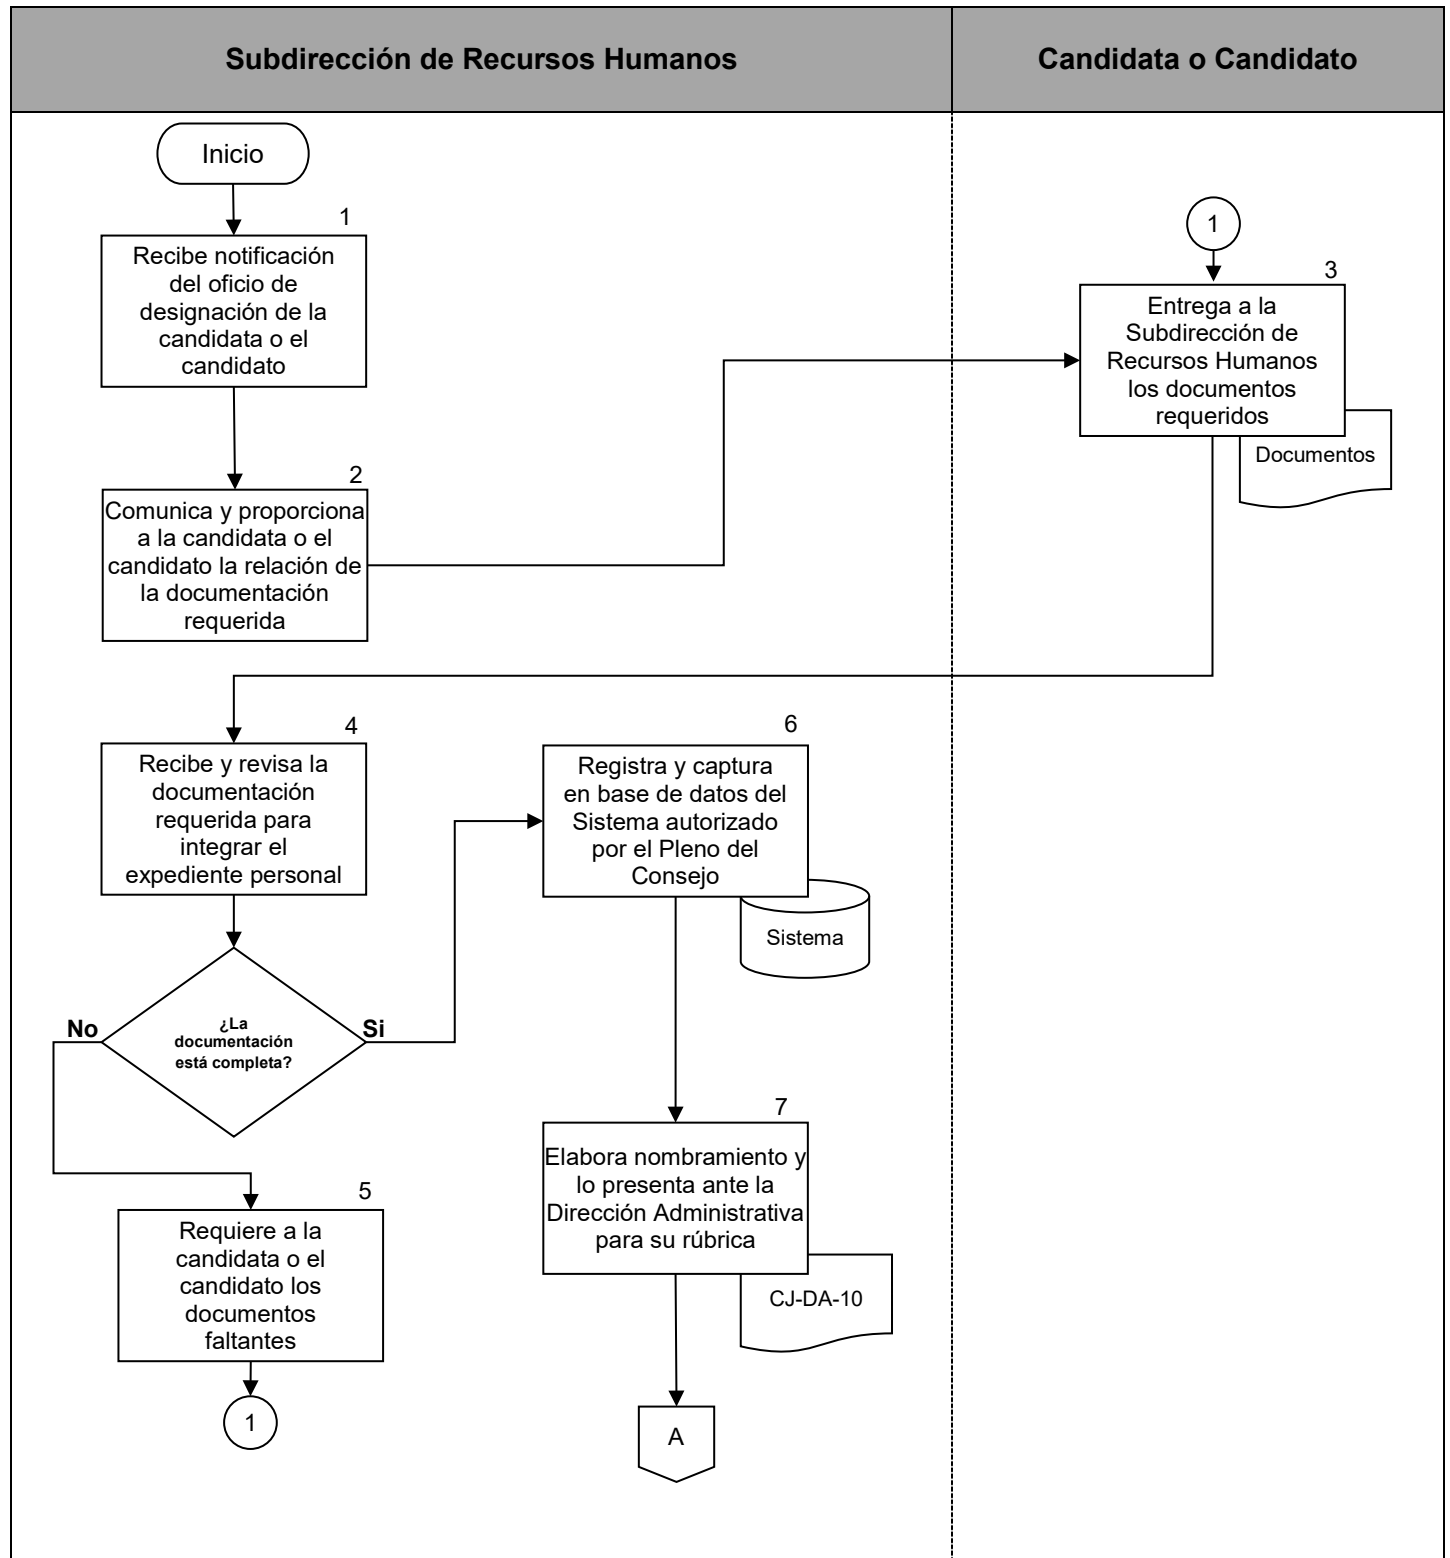 Subdirección de Recursos Humanos
Candidata o Candidato
Inicio
1
Recibe notificación
del oficio de
designación de la
candidata o el
candidato
2
Comunica y proporciona
a la candidata o el
candidato la relación de
la documentación
requerida
1
3
Entrega a la
Subdirección de
Recursos Humanos
los documentos
requeridos
Documentos
4
Recibe y revisa la
documentación
requerida para
integrar el
expediente personal
No
¿La
documentación
está completa?
Si
5
Requiere a la
candidata o el
candidato los
documentos
faltantes
1
6
Registra y captura
en base de datos del
Sistema autorizado
por el Pleno del
Consejo
Sistema
7
Elabora nombramiento y
lo presenta ante la
Dirección Administrativa
para su rúbrica
CJ-DA-10
A